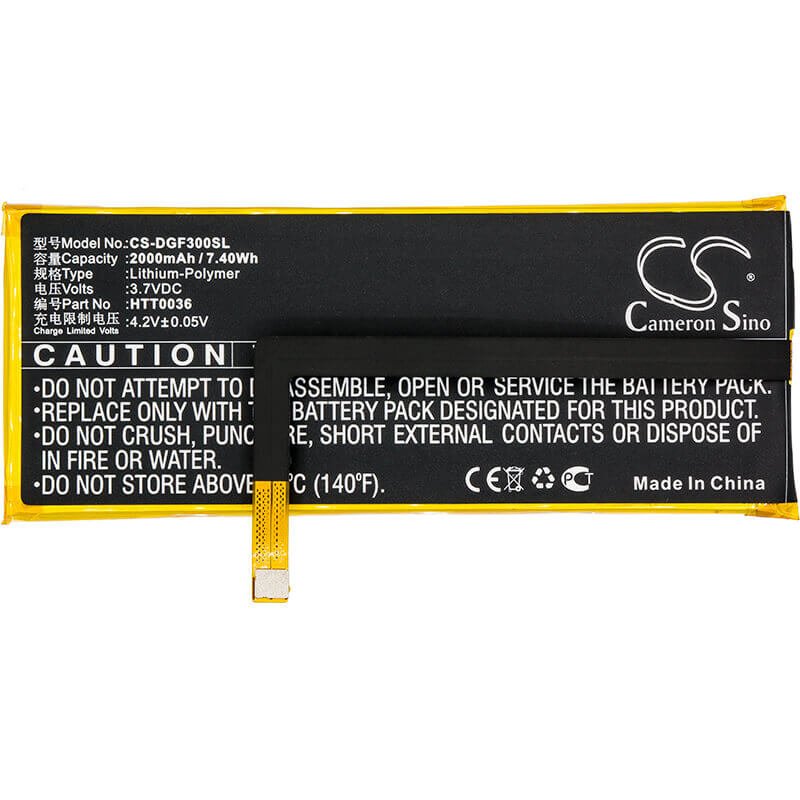 型号Model No.:CS-DGF300SL
容量Capacity: 2000mAh / 7.40Wh
规格Type :Lithium-Polymer
电压Volts :3.7VDC
编号Part No :HTT0036
充电限制电压:4.2V±0.05V
Charge Limited Volts
CS
Cameron Sino
CAUTION
•DO NOT ATTEMPT TO ASSEMBLE, OPEN OR SERVICE THE BATTERY PACK.
•REPLACE ONLY WITH BATTERY PACK DESIGNATED FOR THIS PRODUCT.
•DO NOT CRUSH, SHORT EXTERNAL CONTACTS OR DISPOSE OF
IN FIRE OR WATER.
•DO NOT STORE ABOVE °C (140°F).
CE
PCT
Made in China